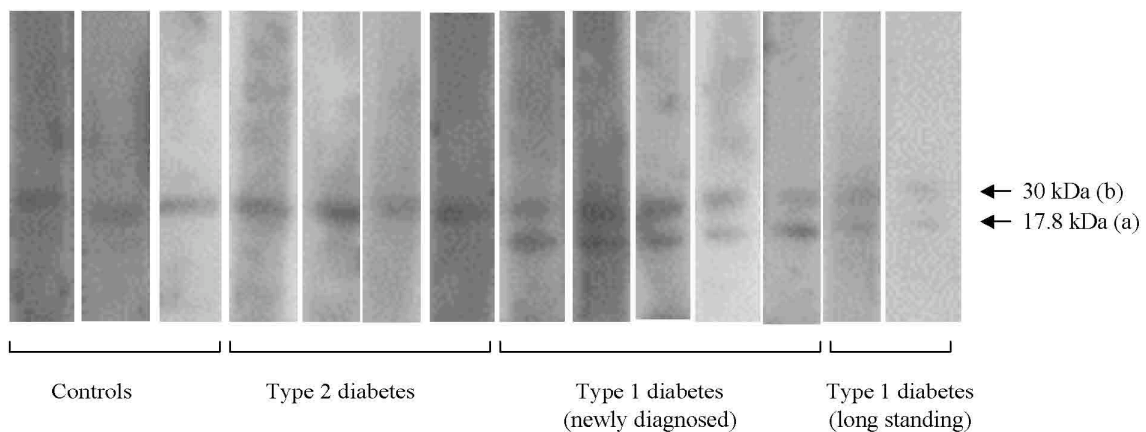 30 kDa (b)
17.8 kDa (a)
Controls
Type 2 diabetes
Type 1 diabetes
(newly diagnosed)
Type 1 diabetes
(long standing)